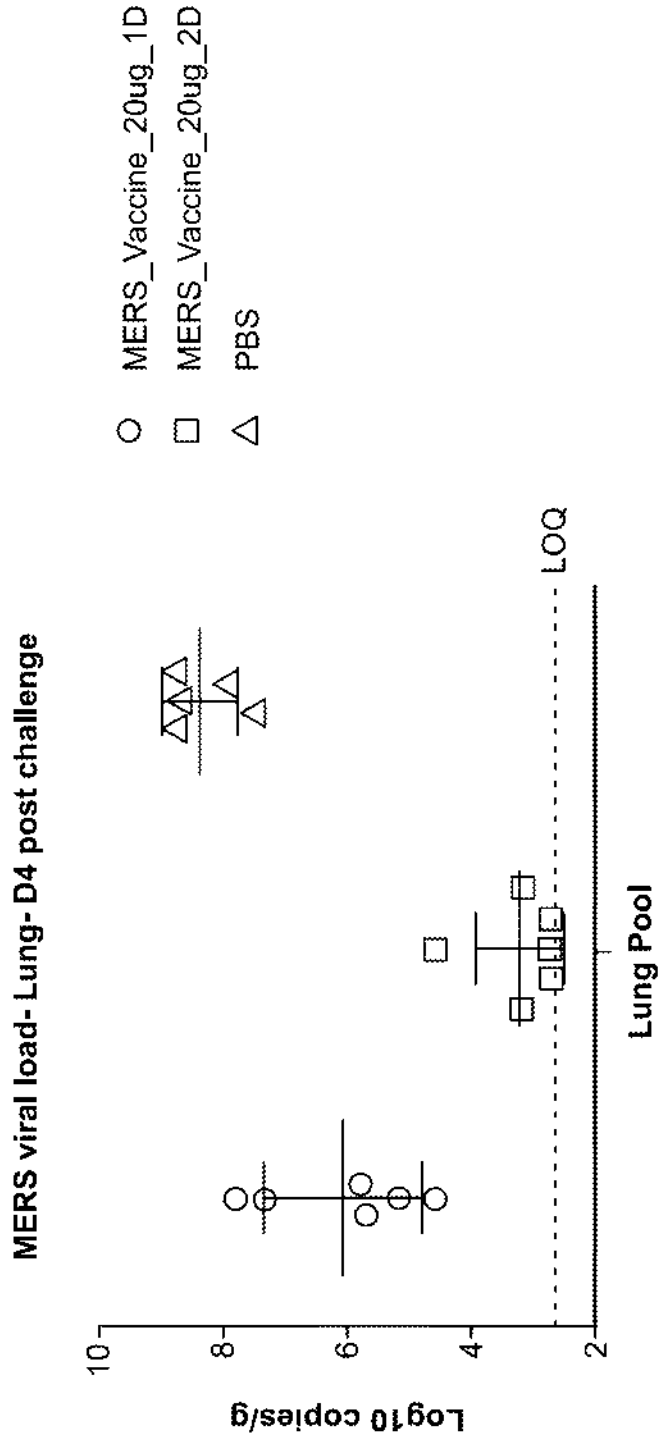 MERS viral load- Lung- D4 post challenge
Log10 copies/g
10
8
6
4
2
LOQ
Lung Pool
MERS_Vaccine_20ug_1D
MERS_Vaccine_20ug_2D
PBS